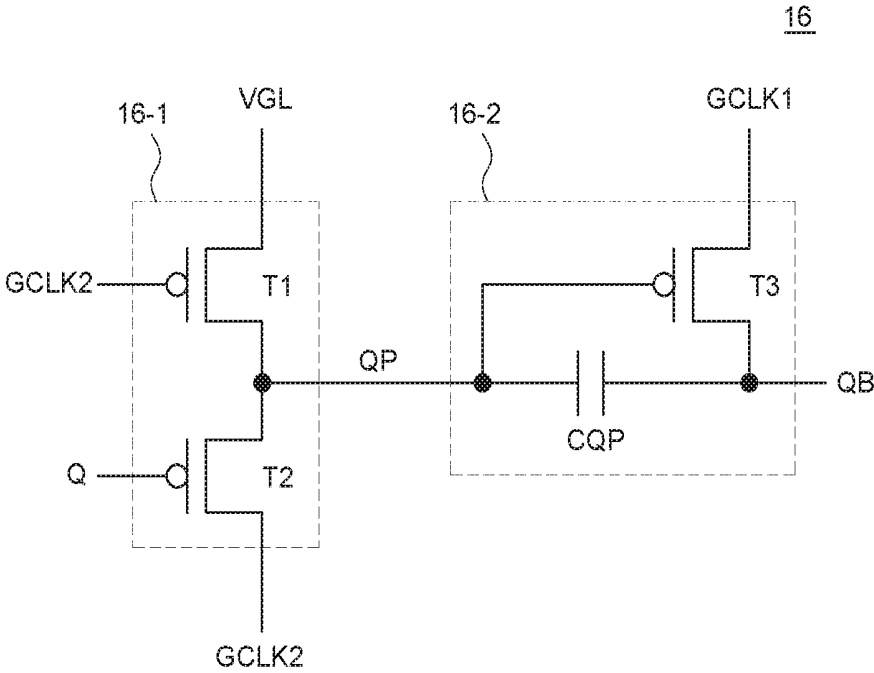 16
16-1
VGL
16-2
GCLK1
GCLK2
T1
T3
QP
QB
CQP
Q
T2
GCLK2